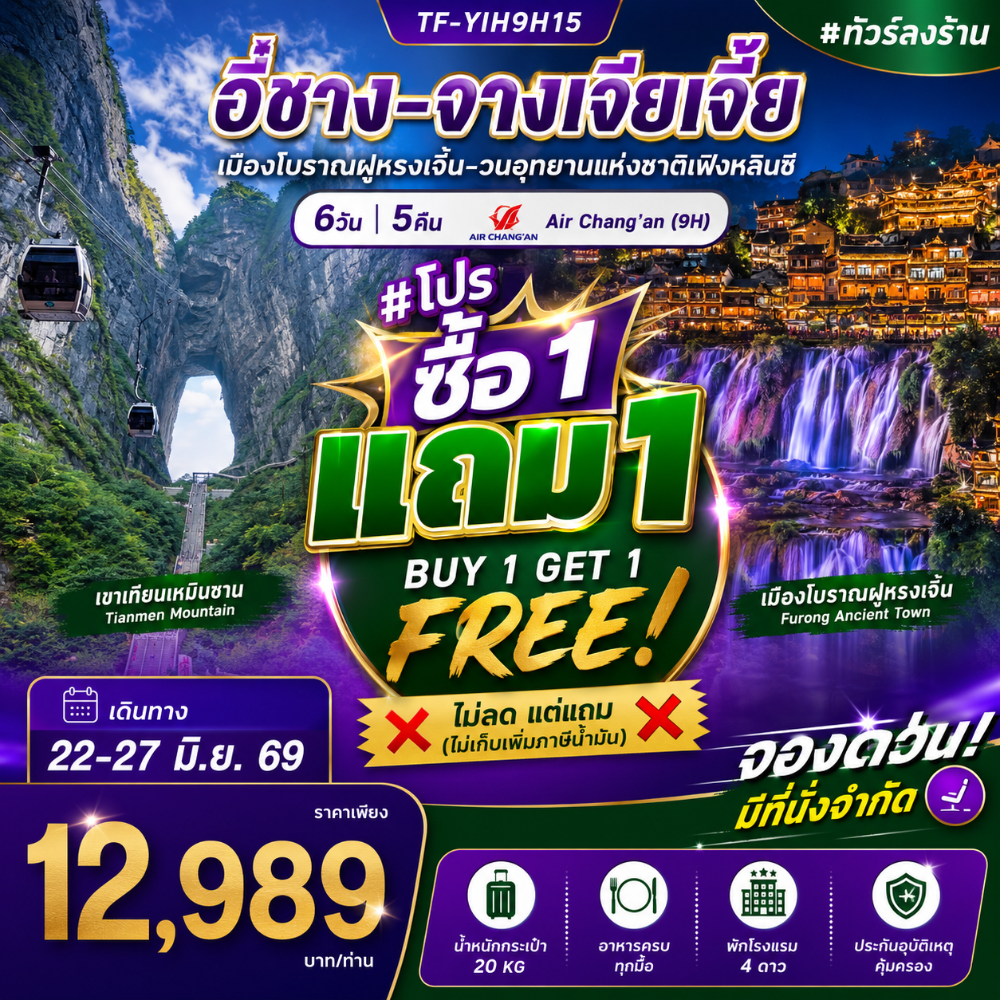 TF-YIH9H15
#ทัวร์ลงร้าน
อี๋ชาง-จางเจียเจี้ย
เมืองโบราณฝูหรงเจิ้น-วนอุทยานแห่งชาติเฟิงหลินซี
6วัน | 5คืน AIR CHANG'AN Air Chang'an (9H)
#โปร
ซื้อ 1
แถม 1
BUY 1 GET 1
FREE!
เขาเทียนเหมินซาน
Tianmen Mountain
เมืองโบราณฝูหรงเจิ้น
Furong Ancient Town
ไม่ลด แต่แถม
(ไม่เก็บเพิ่มภาษีน้ำมัน)
เดินทาง
22-27 มิ.ย. 69
จองด่วน!
มีที่นั่งจำกัด
ราคาเพียง
12,989
บาท/ท่าน
น้ำหนักกระเป๋า
20 KG
อาหารครบ
ทุกมื้อ
พักโรงแรม
4 ดาว
ประกันอุบัติเหตุ
คุ้มครอง